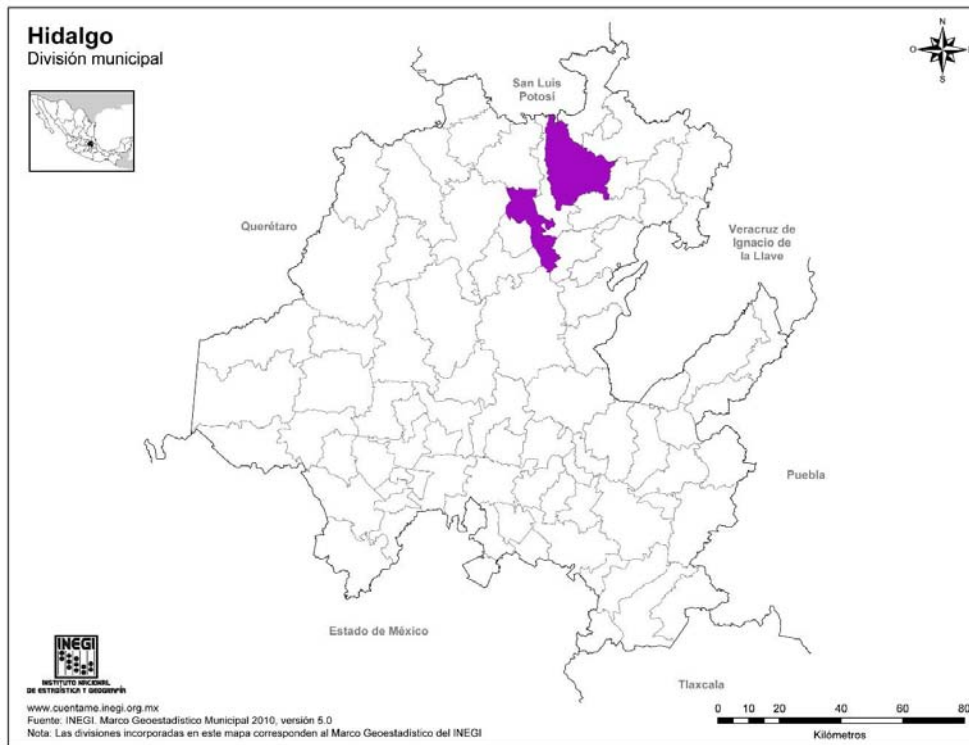 Hidalgo
División municipal
N
O
E
S
San Luis
Potosí
Querétaro
Veracruz de
Ignacio de
la Llave
Puebla
Estado de México
Tlaxcala
INEGI
INSTITUTO NACIONAL
DE ESTADÍSTICA Y GEOGRAFÍA
www.cuentame.inegi.org.mx
Fuente: INEGI. Marco Geoestadístico Municipal 2010, versión 5.0
Nota: Las divisiones incorporadas en este mapa corresponden al Marco Geoestadístico del INEGI
0 10 20 40 60 80
Kilómetros